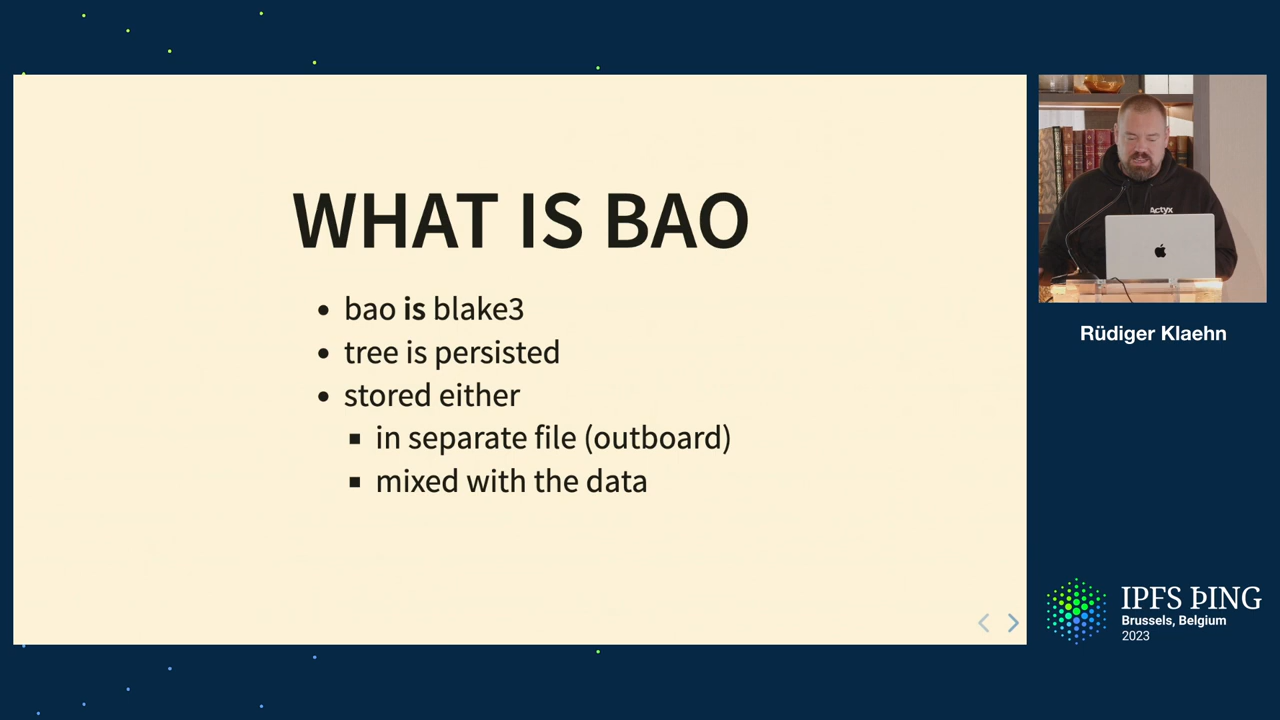 WHAT IS BAO
bao is blake3
tree is persisted
stored either
in separate file (outboard)
mixed with the data
Actyx
Rüdiger Klaehn
IPFS ÞING
Brussels, Belgium
2023